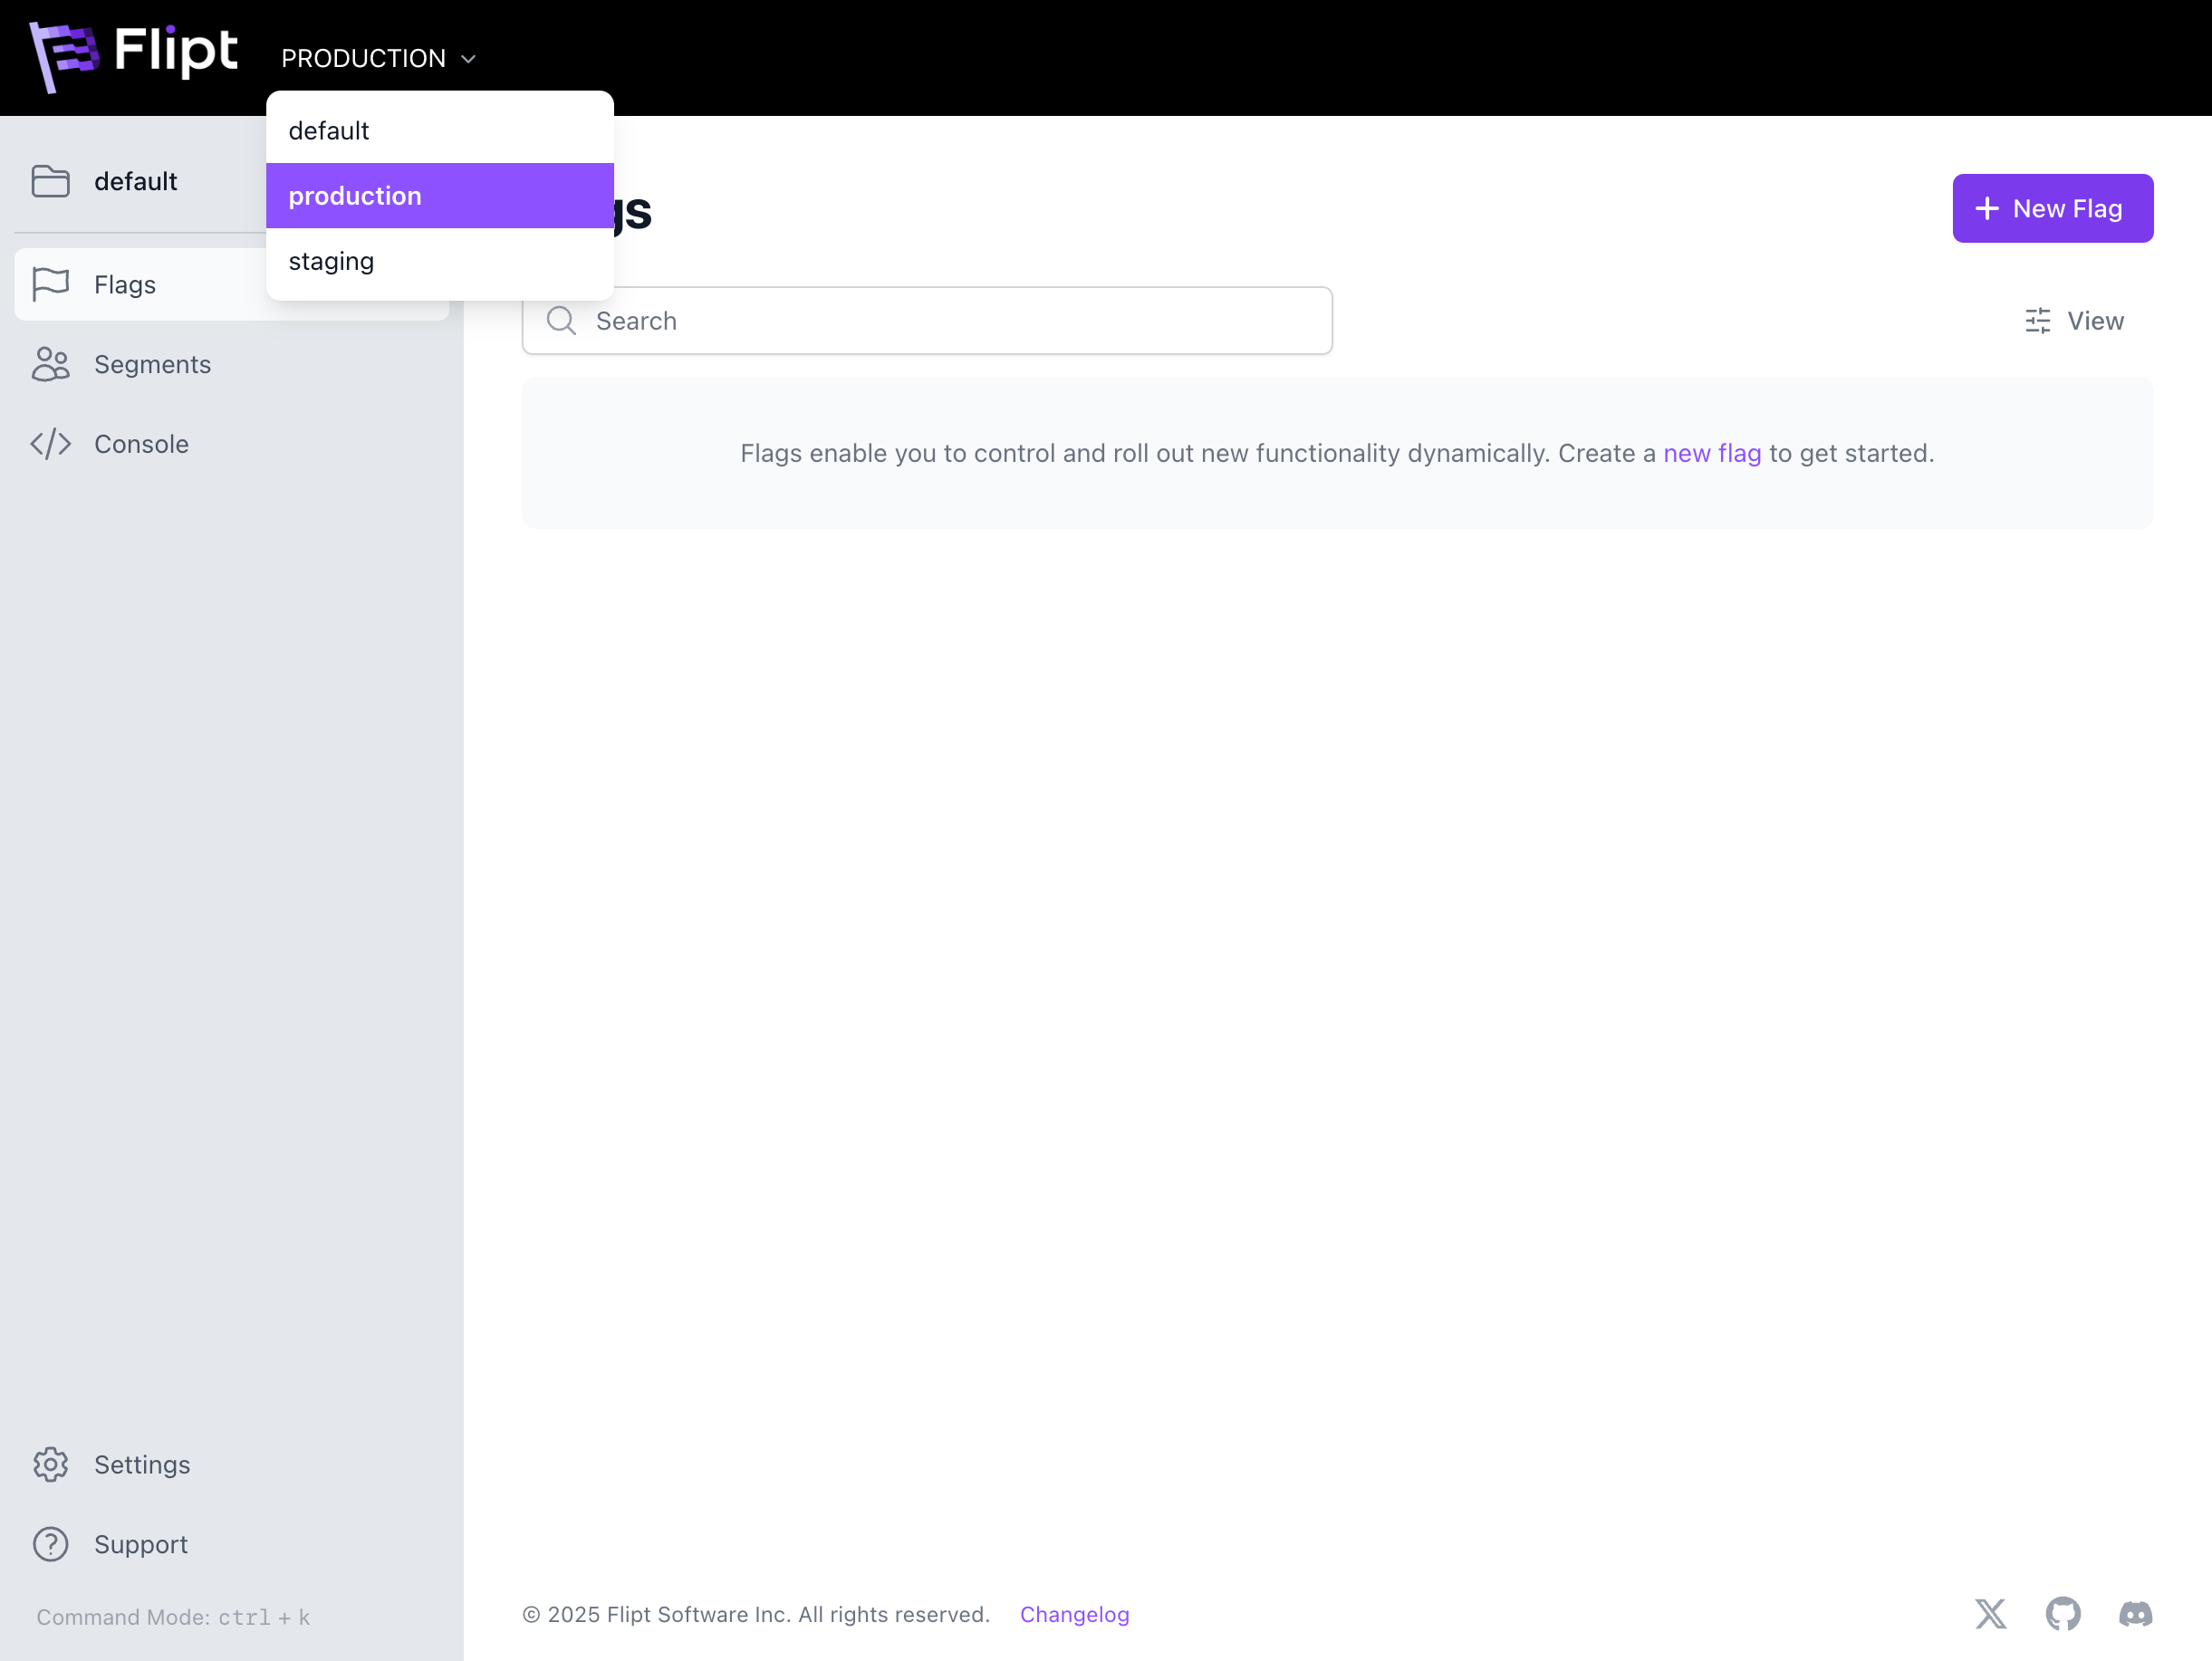 Flipt
PRODUCTION
default
production
staging
default
Flags
Segments
Console
Settings
Support
Command Mode: ctrl + k
gs
New Flag
Search
View
Flags enable you to control and roll out new functionality dynamically. Create a new flag to get started.
© 2025 Flipt Software Inc. All rights reserved. Changelog